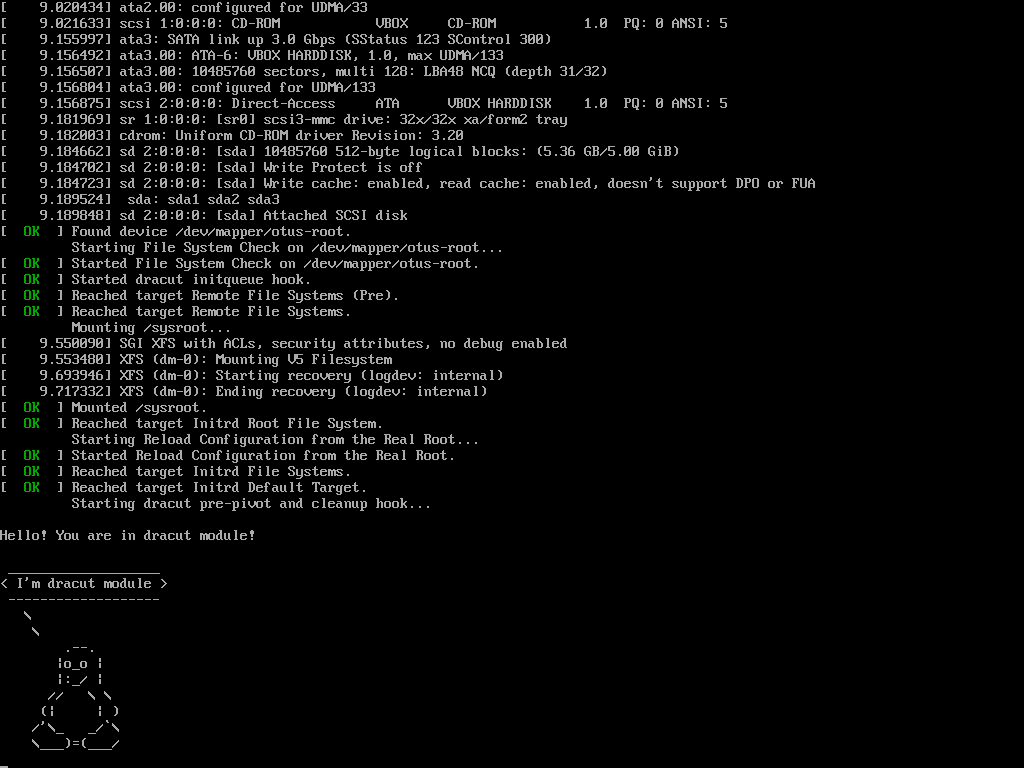 [    9.020434] ata2.00: configured for UDMA/33
[    9.021633] scsi 1:0:0:0: CD-ROM            VBOX     CD-ROM           1.0  PQ: 0 ANSI: 5
[    9.155997] ata3: SATA link up 3.0 Gbps (SStatus 123 SControl 300)
[    9.156492] ata3.00: ATA-6: VBOX HARDDISK, 1.0, max UDMA/133
[    9.156507] ata3.00: 10485760 sectors, multi 128: LBA48 NCQ (depth 31/32)
[    9.156804] ata3.00: configured for UDMA/133
[    9.156875] scsi 2:0:0:0: Direct-Access     ATA      VBOX HARDDISK    1.0  PQ: 0 ANSI: 5
[    9.181969] sr 1:0:0:0: [sr0] scsi3-mmc drive: 32x/32x xa/form2 tray
[    9.182003] cdrom: Uniform CD-ROM driver Revision: 3.20
[    9.184662] sd 2:0:0:0: [sda] 10485760 512-byte logical blocks: (5.36 GB/5.00 GiB)
[    9.184702] sd 2:0:0:0: [sda] Write Protect is off
[    9.184723] sd 2:0:0:0: [sda] Write cache: enabled, read cache: enabled, doesn't support DPO or FUA
[    9.189524]  sda: sda1 sda2 sda3
[    9.189848] sd 2:0:0:0: [sda] Attached SCSI disk
[  OK  ] Found device /dev/mapper/otus-root.
         Starting File System Check on /dev/mapper/otus-root...
[  OK  ] Started File System Check on /dev/mapper/otus-root.
[  OK  ] Started dracut initqueue hook.
[  OK  ] Reached target Remote File Systems (Pre).
[  OK  ] Reached target Remote File Systems.
         Mounting /sysroot...
[    9.550090] SGI XFS with ACLs, security attributes, no debug enabled
[    9.553480] XFS (dm-0): Mounting V5 Filesystem
[    9.693946] XFS (dm-0): Starting recovery (logdev: internal)
[    9.717332] XFS (dm-0): Ending recovery (logdev: internal)
[  OK  ] Mounted /sysroot.
[  OK  ] Reached target Initrd Root File System.
         Starting Reload Configuration from the Real Root...
[  OK  ] Started Reload Configuration from the Real Root.
[  OK  ] Reached target Initrd File Systems.
[  OK  ] Reached target Initrd Default Target.
         Starting dracut pre-pivot and cleanup hook...

Hello! You are in dracut module!

 ___________________
< I'm dracut module >
 -------------------
   \
    \
        .--.
       |o_o |
       |:_/ |
      //   \ \
     (|     | )
    /'\_   _/`\
    \___)=(___/